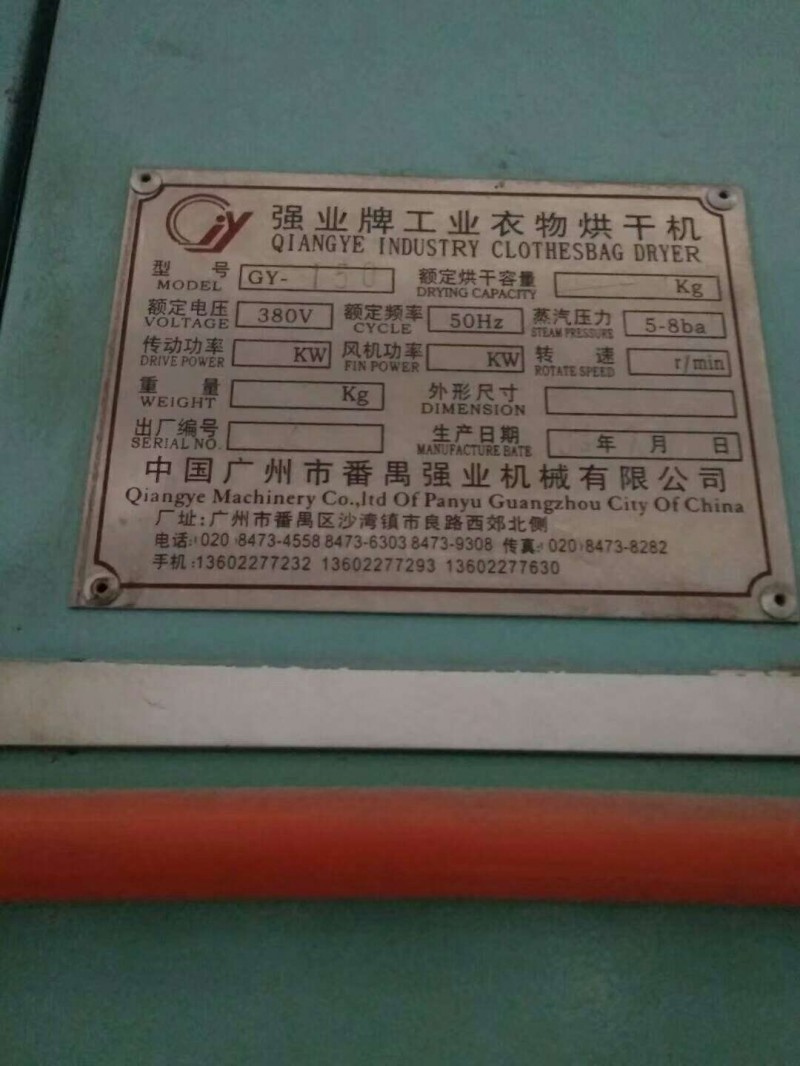 GY
强业牌工业衣物烘干机
QIANGYE INDUSTRY CLOTHESBAG DRYER
型号 GY-150 额定烘干容量 Kg
MODEL DRYING CAPACITY
额定电压 380V 额定频率 50Hz 蒸汽压力 5-8ba
VOLTAGE CYCLE STEAM PRESSURE
传动功率 KW 风机功率 KW 转速 r/min
DRIVE POWER FIN POWER ROTATE SPEED
重量 Kg 外形尺寸
WEIGHT DIMENSION
出厂编号 生产日期 年 月 日
SERIAL NO. MANUFACTURE BATE
中国广州市番禺强业机械有限公司
Qiangye Machinery Co.,ltd Of Panyu Guangzhou City Of China
厂址:广州市番禺区沙湾镇市良路西郊北侧
电话:(020)8473-4558 8473-6303 8473-9308 传真:(020)8473-8282
手机:13602277232 13602277293 13602277630